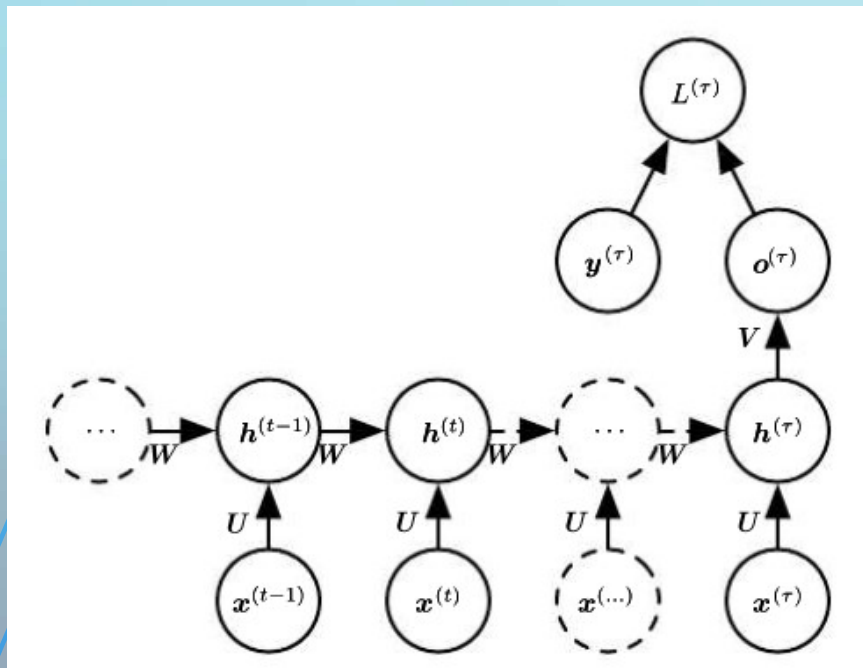 L^(τ)
y^(τ) o^(τ)
V
… h^(t−1) h^(t) … h^(τ)
W W W W
U U U U
x^(t−1) x^(t) x^(…) x^(τ)